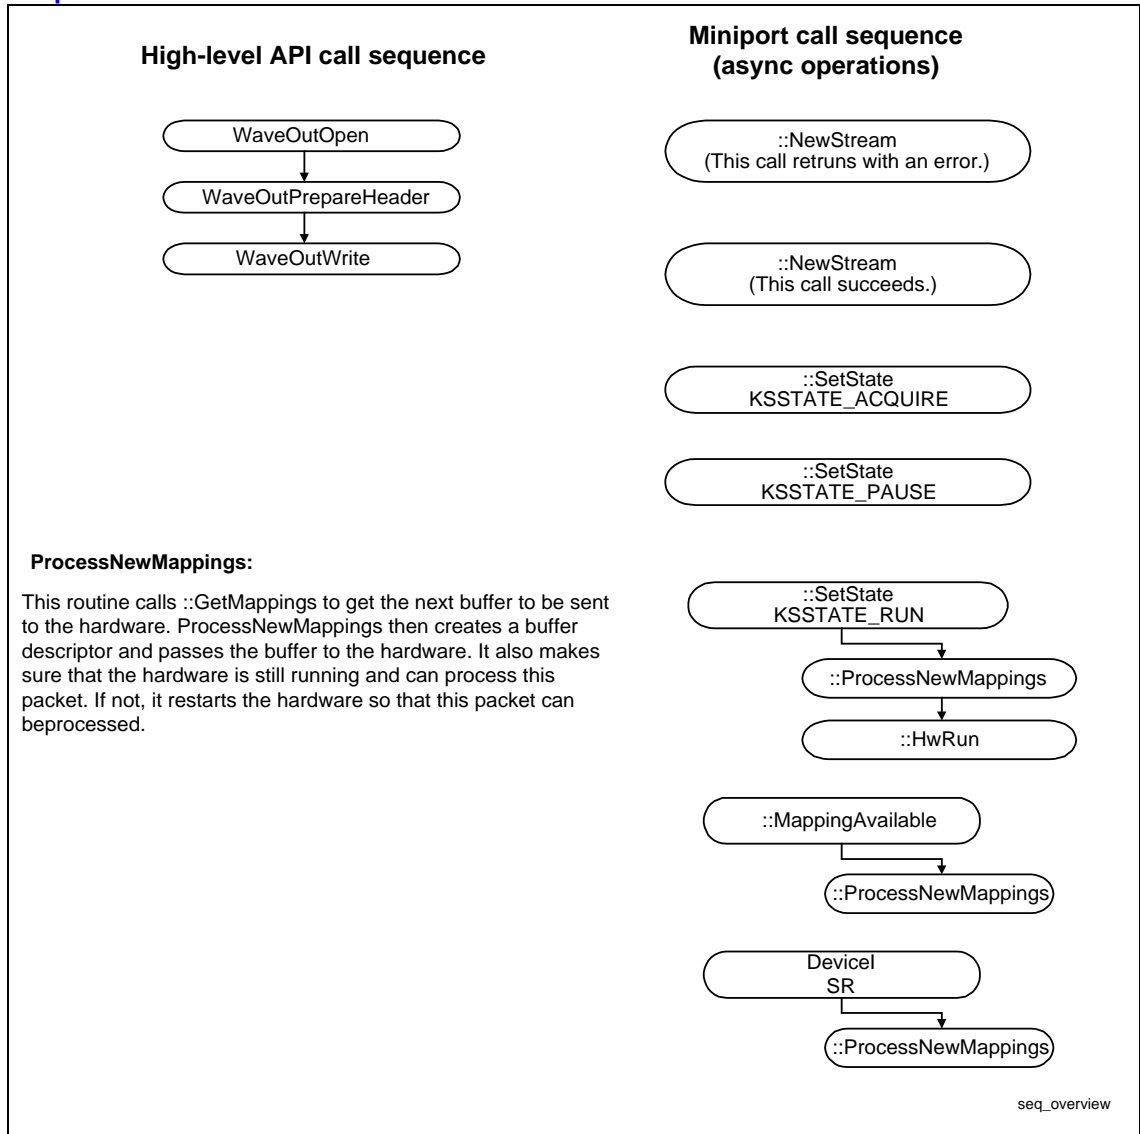 High-level API call sequence
WaveOutOpen
WaveOutPrepareHeader
WaveOutWrite
Miniport call sequence
(async operations)
::NewStream
(This call retruns with an error.)
::NewStream
(This call succeeds.)
::SetState
KSSTATE_ACQUIRE
::SetState
KSSTATE_PAUSE
ProcessNewMappings:
This routine calls ::GetMappings to get the next buffer to be sent
to the hardware. ProcessNewMappings then creates a buffer
descriptor and passes the buffer to the hardware. It also makes
sure that the hardware is still running and can process this
packet. If not, it restarts the hardware so that this packet can
beprocessed.
::SetState
KSSTATE_RUN
::ProcessNewMappings
::HwRun
::MappingAvailable
::ProcessNewMappings
DeviceI
SR
::ProcessNewMappings
seq_overview